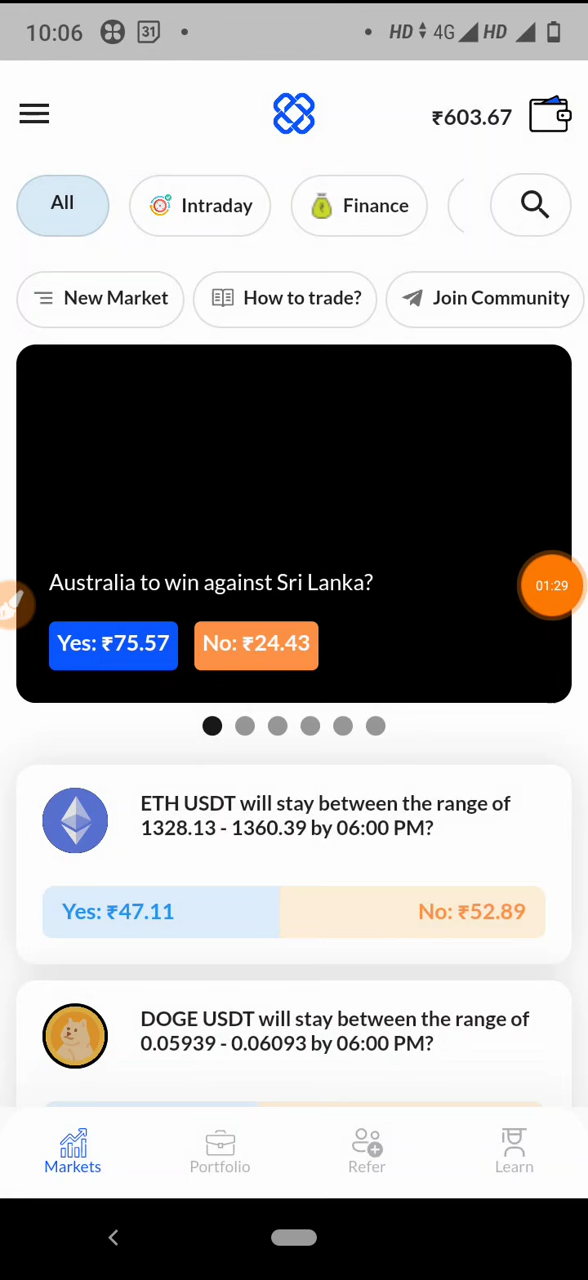 10:06 31 HD 4G HD
₹603.67
All Intraday Finance
New Market How to trade? Join Community
Australia to win against Sri Lanka?
01:29
Yes: ₹75.57 No: ₹24.43
ETH USDT will stay between the range of
1328.13 - 1360.39 by 06:00 PM?
Yes: ₹47.11 No: ₹52.89
DOGE USDT will stay between the range of
0.05939 - 0.06093 by 06:00 PM?
Markets Portfolio Refer Learn